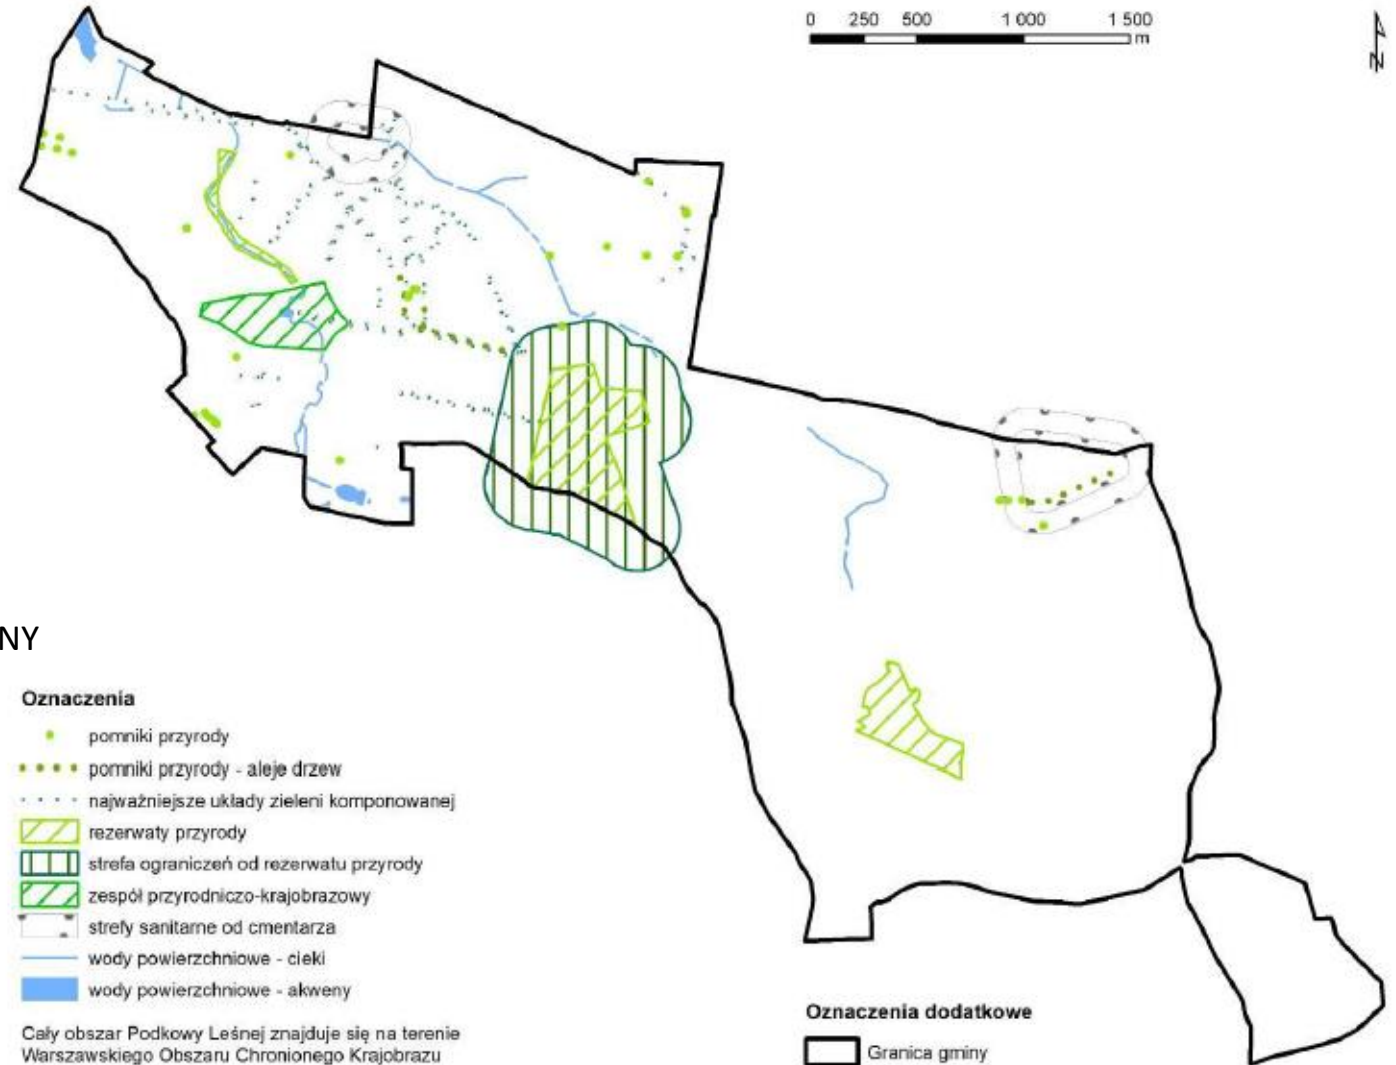 0 250 500 1 000 1 500
m
N
NY
Oznaczenia
pomniki przyrody
pomniki przyrody - aleje drzew
najważniejsze układy zieleni komponowanej
rezerwaty przyrody
strefa ograniczeń od rezerwatu przyrody
zespół przyrodniczo-krajobrazowy
strefy sanitarne od cmentarza
wody powierzchniowe - cieki
wody powierzchniowe - akweny
Cały obszar Podkowy Leśnej znajduje się na terenie
Warszawskiego Obszaru Chronionego Krajobrazu
Oznaczenia dodatkowe
Granica gminy